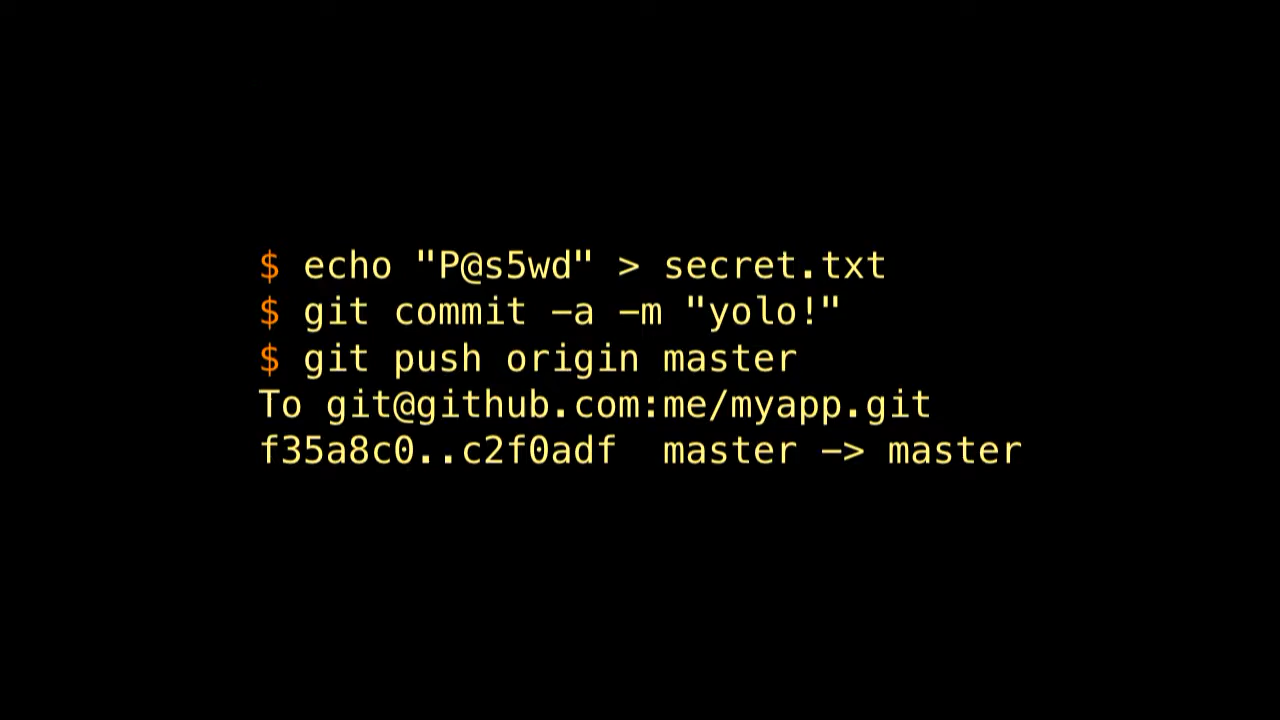 $ echo "P@s5wd" > secret.txt
$ git commit -a -m "yolo!"
$ git push origin master
To git@github.com:me/myapp.git
f35a8c0..c2f0adf  master -> master